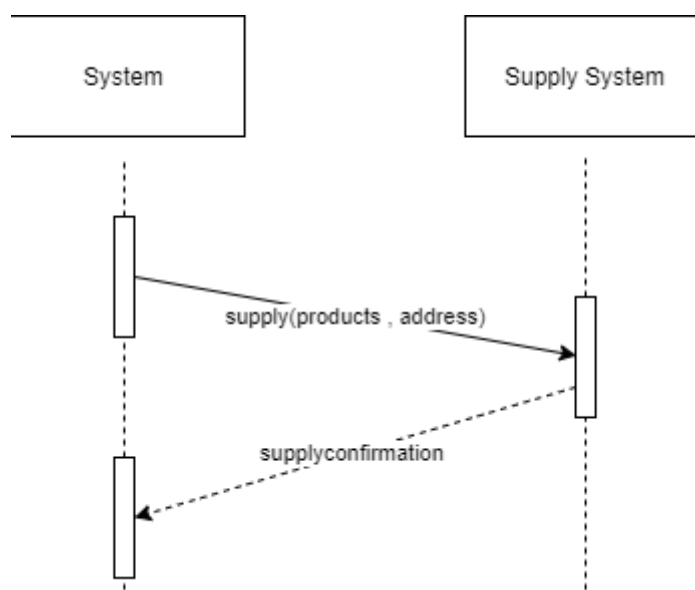 System
Supply System
supply(products , address)
supplyconfirmation